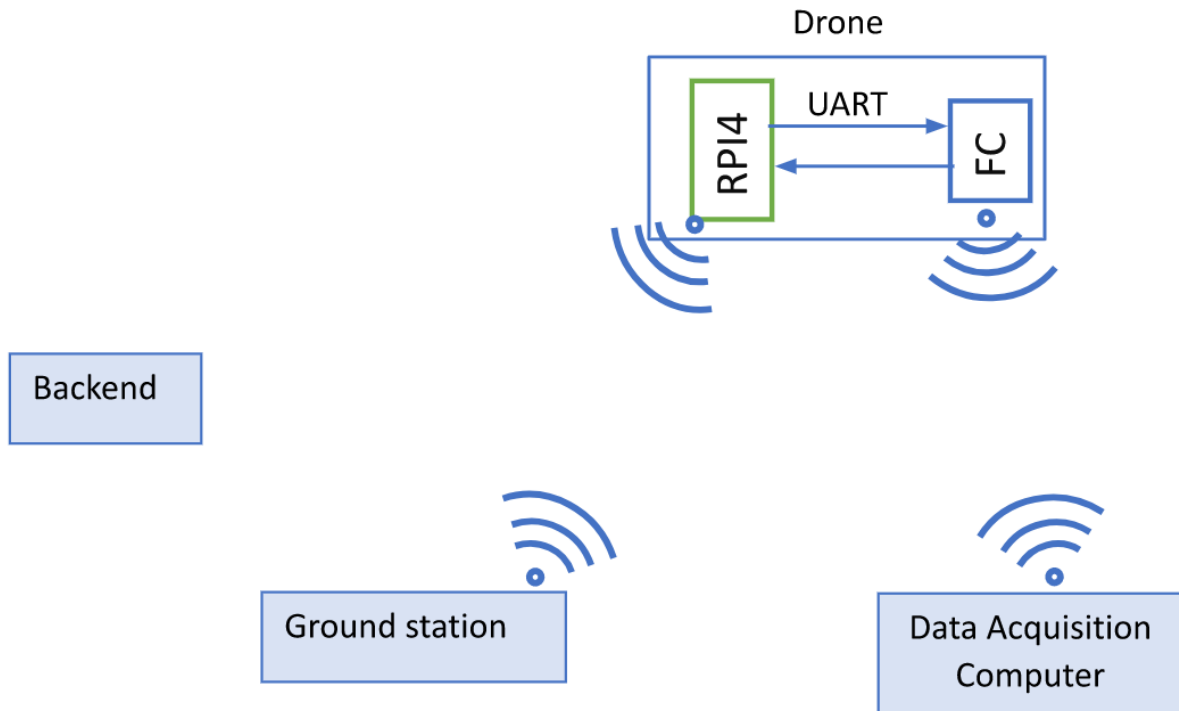 Drone
UART
RPI4
FC
Backend
Ground station
Data Acquisition
Computer